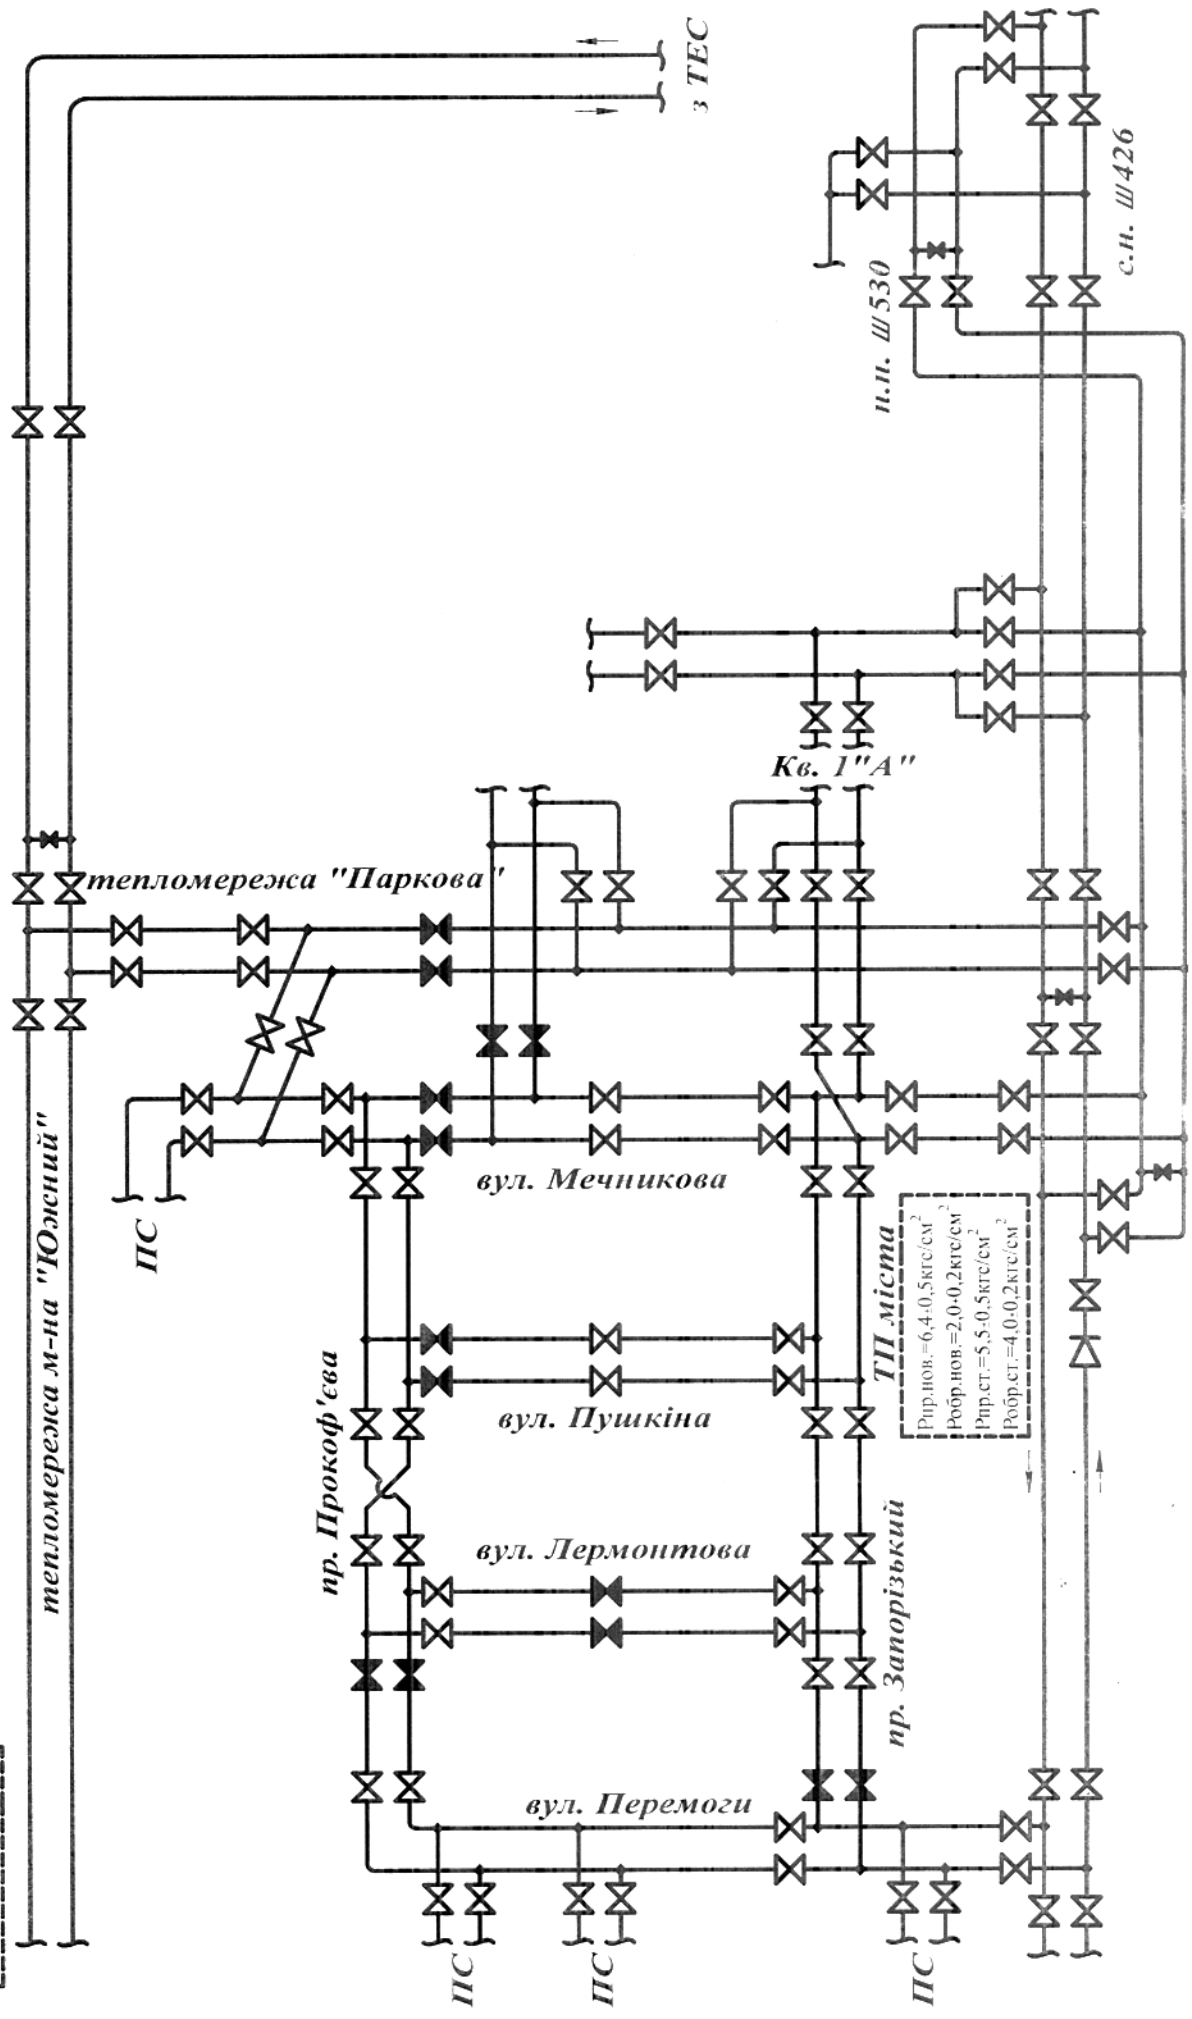 з ТЕС
с.н. Ш426
н.п. Ш530
Кв. 1"А"
тепломережа "Паркова"
тепломережа м-на "Южний"
ПС
вул. Мечникова
ТП міста
Рпр.нов.=6,4±0,5кгс/см²
Робр.нов.=2,0±0,2кгс/см²
Рпр.ст.=5,5±0,5кгс/см²
Робр.ст.=4,0±0,2кгс/см²
пр. Прокоф'єва
вул. Пушкіна
вул. Лермонтова
пр. Запорізький
вул. Перемоги
ПС
ПС
ПС